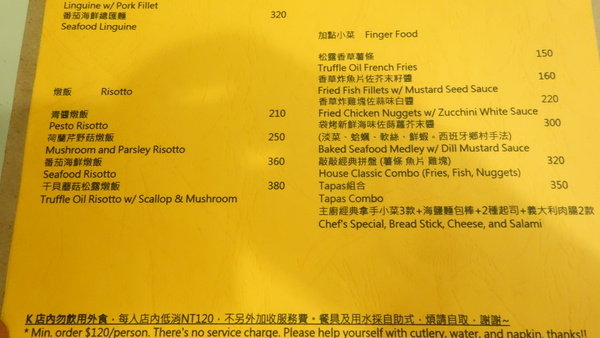 Linguine w/ Pork Fillet
番茄海鮮總匯麵 320
Seafood Linguine
燉飯 Risotto
青醬燉飯 210
Pesto Risotto
荷蘭芹野菇燉飯 250
Mushroom and Parsley Risotto
番茄海鮮燉飯 360
Seafood Risotto
干貝蘑菇松露燉飯 380
Truffle Oil Risotto w/ Scallop & Mushroom
加點小菜 Finger Food
松露香草薯條 150
Truffle Oil French Fries
香草炸魚片佐芥末籽醬 160
Fried Fish Fillets w/ Mustard Seed Sauce
香草炸雞塊佐蒜味白醬 220
Fried Chicken Nuggets w/ Zucchini White Sauce
袋烤新鮮海味佐蒔蘿芥末醬 300
(淡菜、蛤蠣、軟絲、鮮蝦，西班牙鄉村手法)
Baked Seafood Medley w/ Dill Mustard Sauce
敲敲經典拼盤 (薯條 魚片 雞塊) 320
House Classic Combo (Fries, Fish, Nuggets)
Tapas組合 350
Tapas Combo
主廚經典拿手小菜3款+海鹽麵包棒+2種起司+義大利肉腸2款
Chef's Special, Bread Stick, Cheese, and Salami
K 店內勿飲用外食，每人店內低消NT120，不另外加收服務費。餐具及用水採自助式，煩請自取，謝謝~
* Min. order $120/person. There's no service charge. Please help yourself with cutlery, water, and napkin, thanks!!